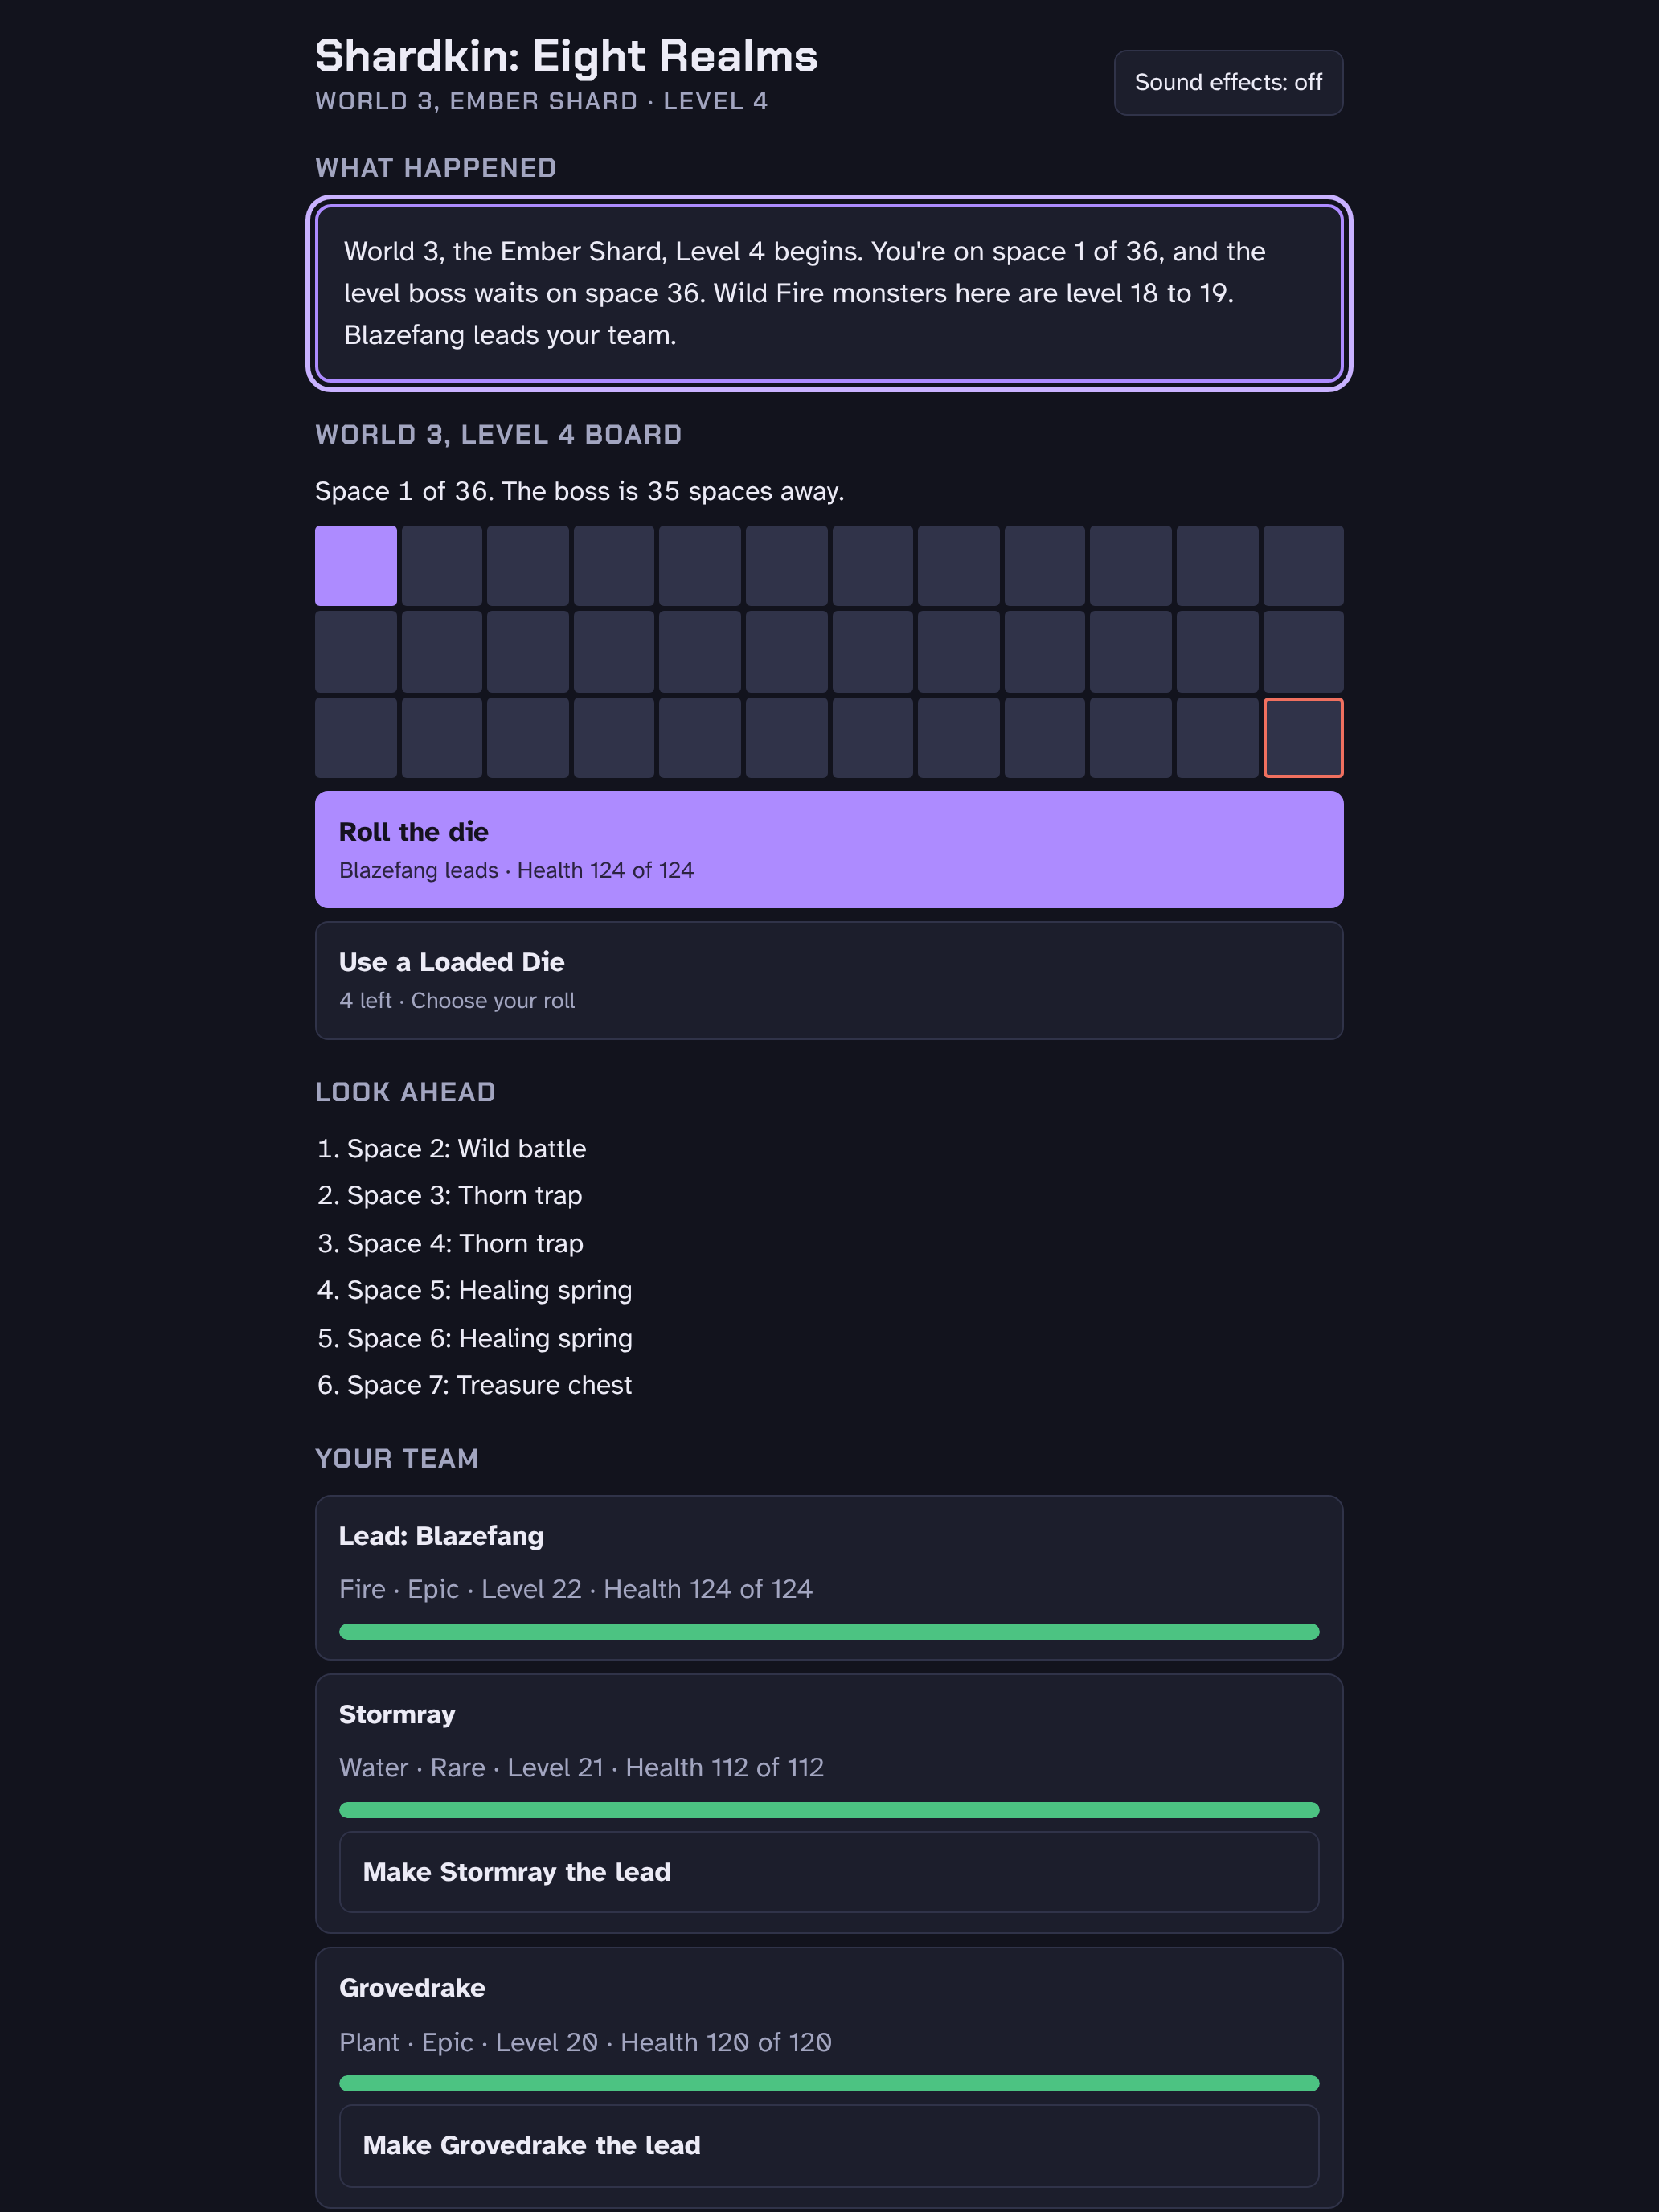 Shardkin: Eight Realms
WORLD 3, EMBER SHARD · LEVEL 4
Sound effects: off
WHAT HAPPENED
World 3, the Ember Shard, Level 4 begins. You're on space 1 of 36, and the
level boss waits on space 36. Wild Fire monsters here are level 18 to 19.
Blazefang leads your team.
WORLD 3, LEVEL 4 BOARD
Space 1 of 36. The boss is 35 spaces away.
Roll the die
Blazefang leads · Health 124 of 124
Use a Loaded Die
4 left · Choose your roll
LOOK AHEAD
1. Space 2: Wild battle
2. Space 3: Thorn trap
3. Space 4: Thorn trap
4. Space 5: Healing spring
5. Space 6: Healing spring
6. Space 7: Treasure chest
YOUR TEAM
Lead: Blazefang
Fire · Epic · Level 22 · Health 124 of 124
Stormray
Water · Rare · Level 21 · Health 112 of 112
Make Stormray the lead
Grovedrake
Plant · Epic · Level 20 · Health 120 of 120
Make Grovedrake the lead